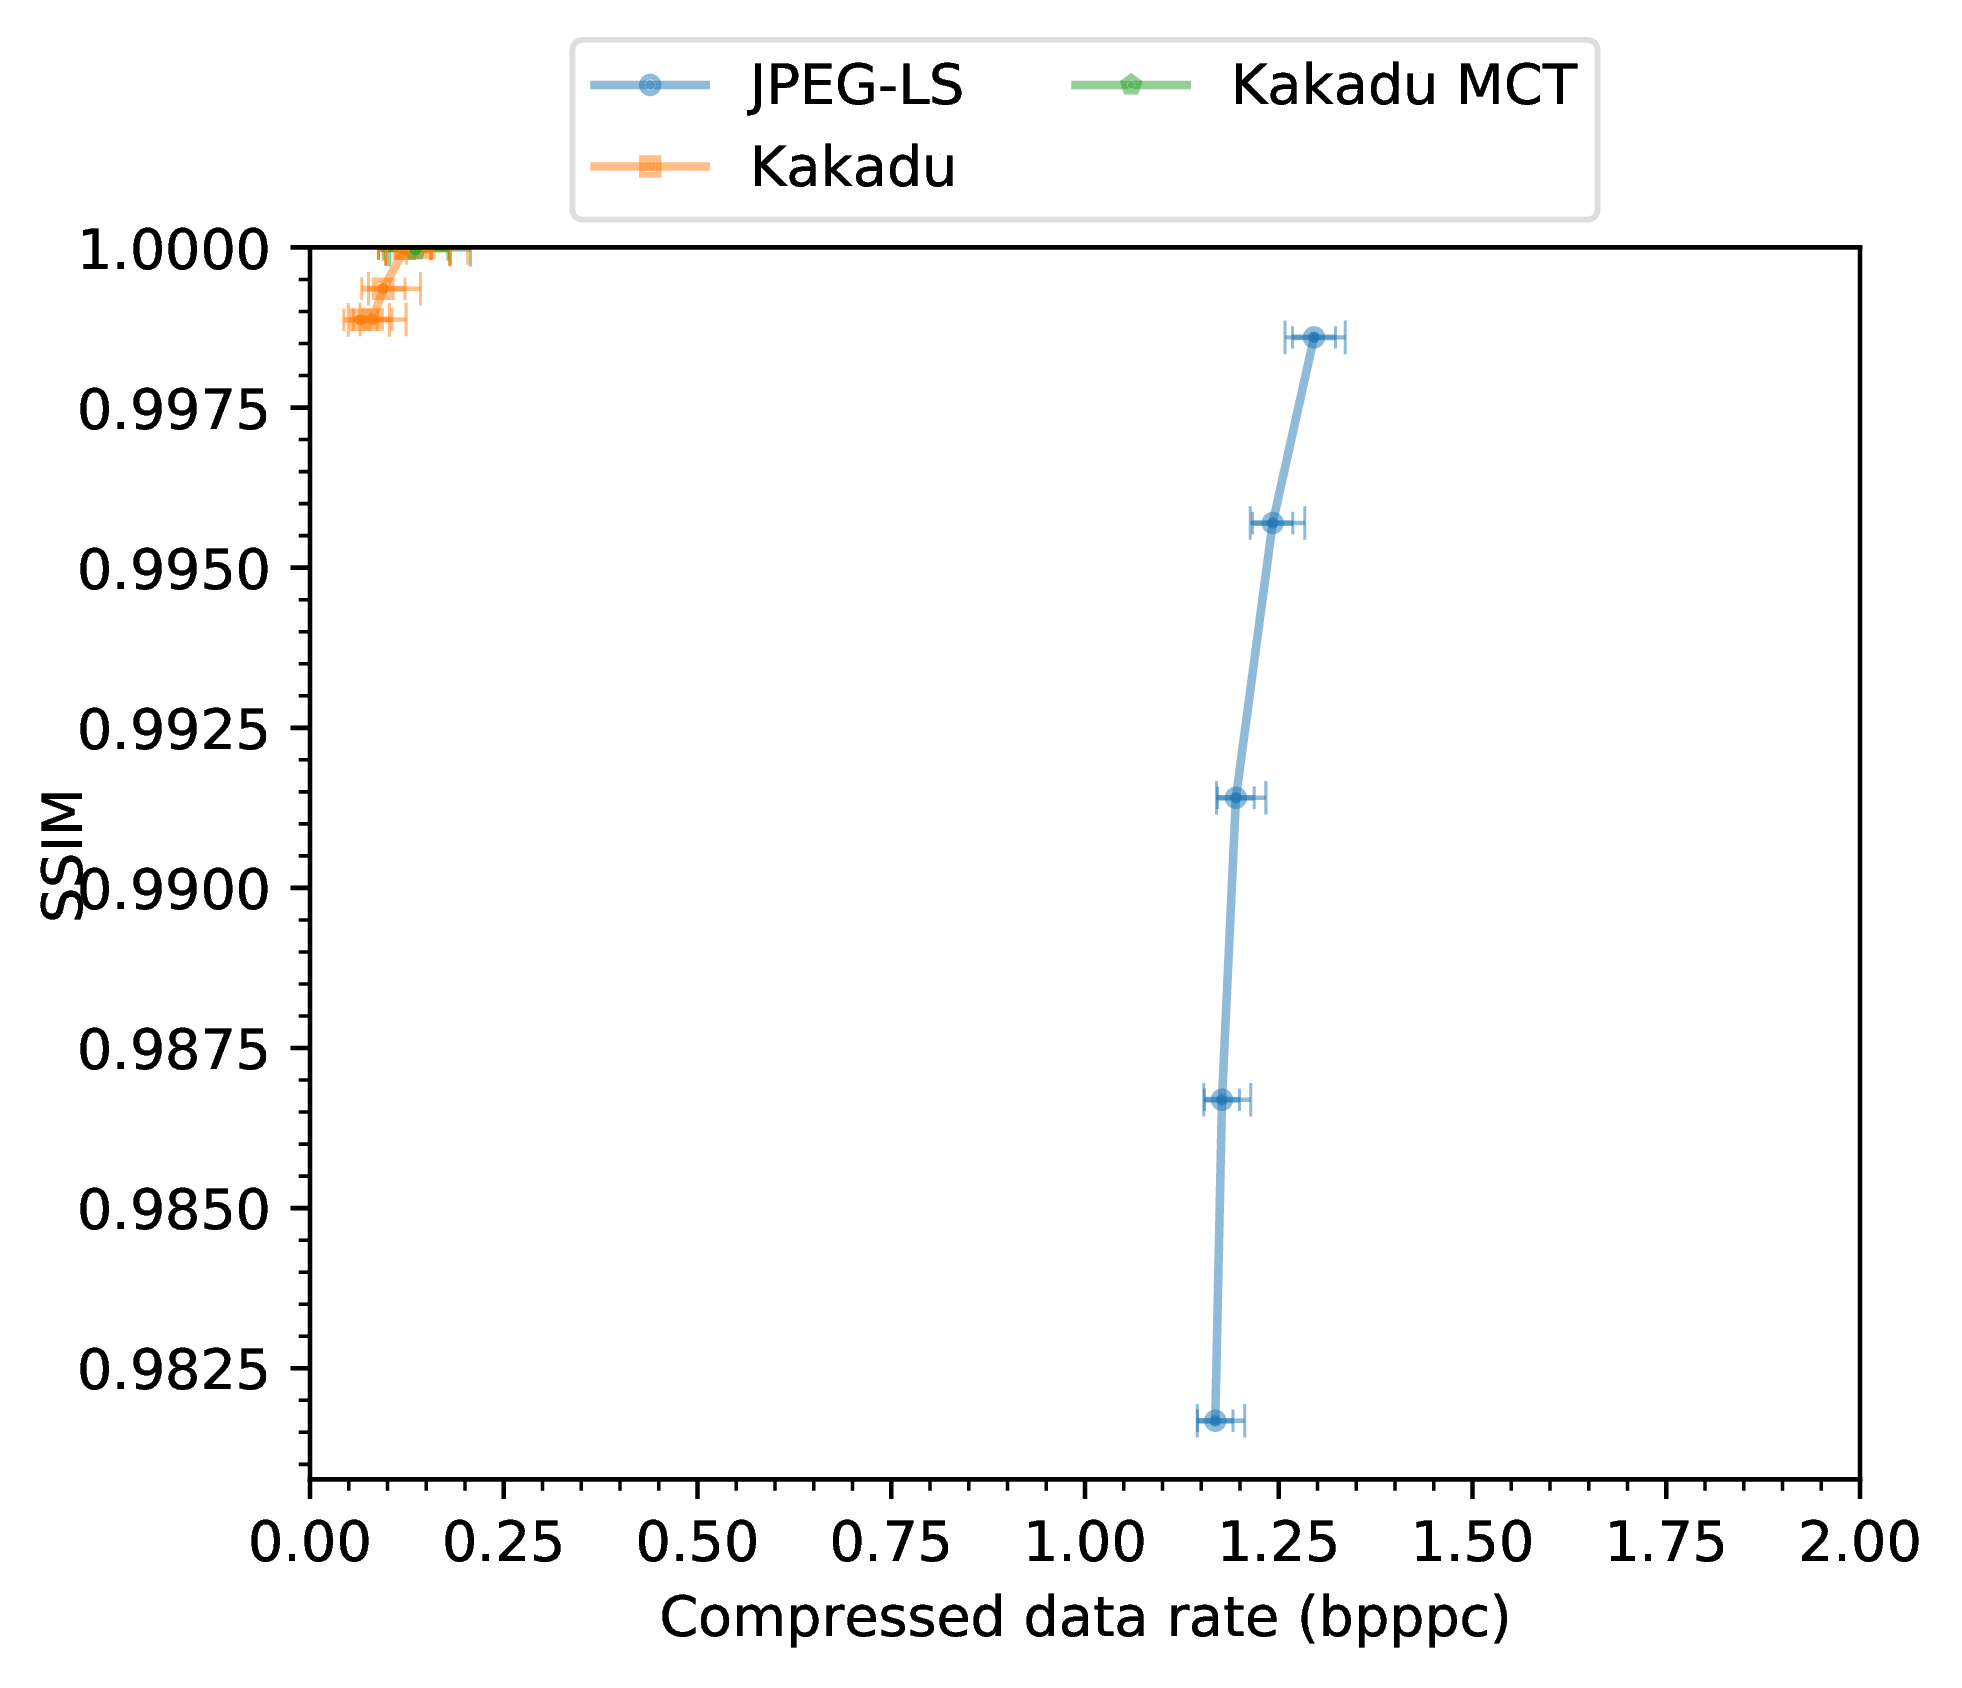 JPEG-LS
Kakadu
Kakadu MCT
1.0000
0.9975
0.9950
0.9925
0.9900
0.9875
0.9850
0.9825
SSIM
0.00 0.25 0.50 0.75 1.00 1.25 1.50 1.75 2.00
Compressed data rate (bpppc)